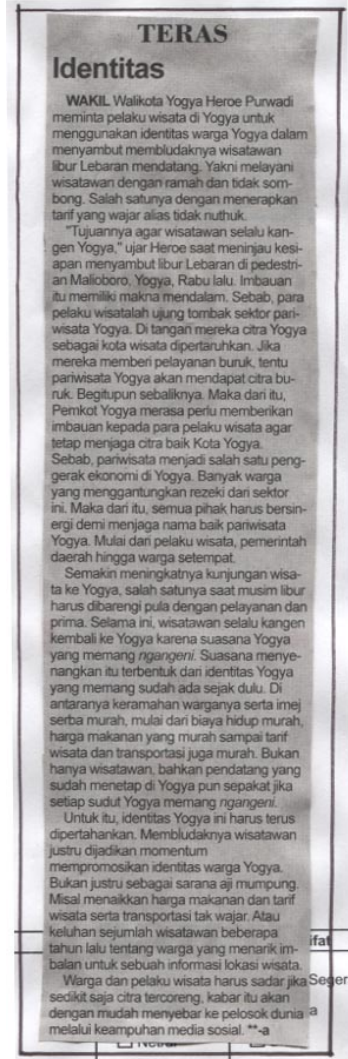 TERAS
Identitas
WAKIL Walikota Yogya Heroe Purwadi
meminta pelaku wisata di Yogya untuk
menggunakan identitas warga Yogya dalam
menyambut membludaknya wisatawan
libur Lebaran mendatang. Yakni melayani
wisatawan dengan ramah dan tidak som-
bong. Salah satunya dengan menerapkan
tarif yang wajar alias tidak nuthuk.
"Tujuannya agar wisatawan selalu kan-
gen Yogya," ujar Heroe saat meninjau kesi-
apan menyambut libur Lebaran di pedestri-
an Malioboro, Yogya, Rabu lalu. Imbauan
itu memiliki makna mendalam. Sebab, para
pelaku wisatalah ujung tombak sektor pari-
wisata Yogya. Di tangan mereka citra Yogya
sebagai kota wisata dipertaruhkan. Jika
mereka memberi pelayanan buruk, tentu
pariwisata Yogya akan mendapat citra bu-
ruk. Begitupun sebaliknya. Maka dari itu,
Pemkot Yogya merasa perlu memberikan
imbauan kepada para pelaku wisata agar
tetap menjaga citra baik Kota Yogya.
Sebab, pariwisata menjadi salah satu peng-
gerak ekonomi di Yogya. Banyak warga
yang menggantungkan rezeki dari sektor
ini. Maka dari itu, semua pihak harus bersin-
ergi demi menjaga nama baik pariwisata
Yogya. Mulai dari pelaku wisata, pemerintah
daerah hingga warga setempat.
Semakin meningkatnya kunjungan wisa-
ta ke Yogya, salah satunya saat musim libur
harus dibarengi pula dengan pelayanan dan
prima. Selama ini, wisatawan selalu kangen
kembali ke Yogya karena suasana Yogya
yang memang ngangeni. Suasana menye-
nangkan itu terbentuk dari identitas Yogya
yang memang sudah ada sejak dulu. Di
antaranya keramahan warganya serta imej
serba murah, mulai dari biaya hidup murah,
harga makanan yang murah sampai tarif
wisata dan transportasi juga murah. Bukan
hanya wisatawan, bahkan pendatang yang
sudah menetap di Yogya pun sepakat jika
setiap sudut Yogya memang ngangeni.
Untuk itu, identitas Yogya ini harus terus
dipertahankan. Membludaknya wisatawan
justru dijadikan momentum
mempromosikan identitas warga Yogya.
Bukan justru sebagai sarana aji mumpung.
Misal menaikkan harga makanan dan tarif
wisata serta transportasi tak wajar. Atau
keluhan sejumlah wisatawan beberapa
tahun lalu tentang warga yang menarik im-
balan untuk sebuah informasi lokasi wisata.
Warga dan pelaku wisata harus sadar jika
sedikit saja citra tercoreng, kabar itu akan
dengan mudah menyebar ke pelosok dunia
melalui keampuhan media sosial. **-a
ifat
Seger
a